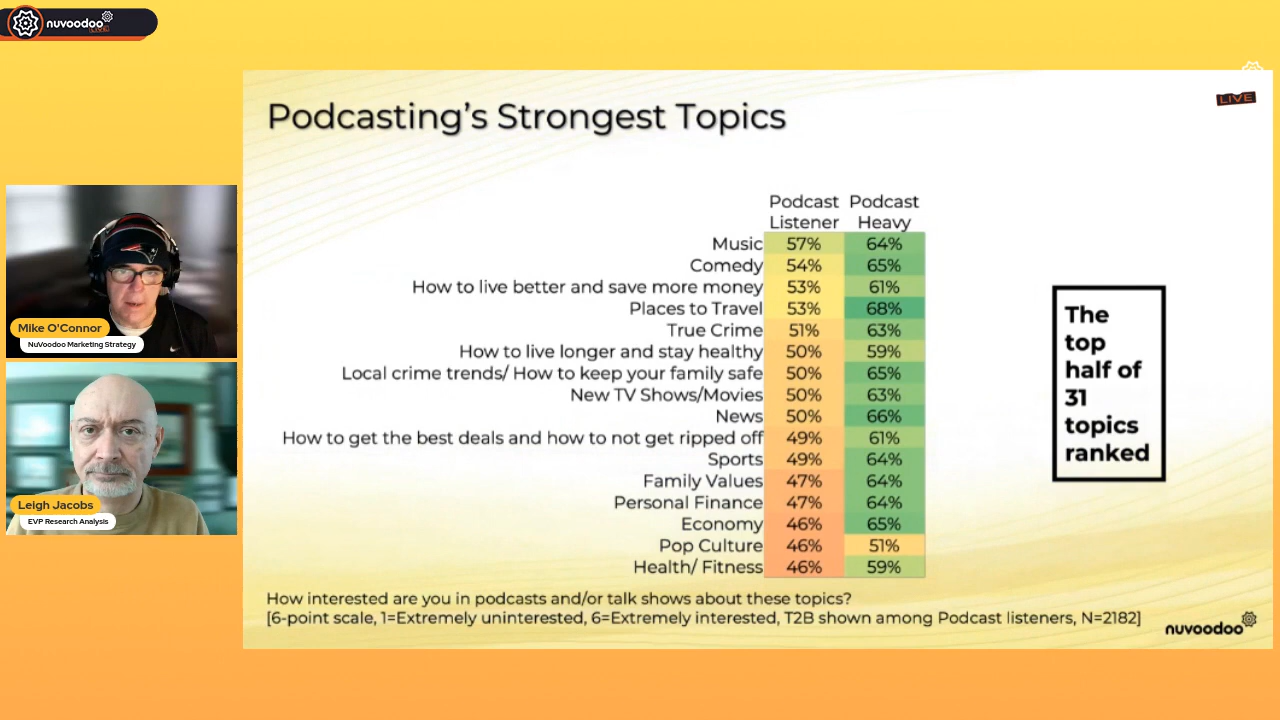 nuvoodoo
LIVE!
LIVE
Podcasting's Strongest Topics
Podcast Listener Podcast Heavy
Music 57% 64%
Comedy 54% 65%
How to live better and save more money 53% 61%
Places to Travel 53% 68%
True Crime 51% 63%
How to live longer and stay healthy 50% 59%
Local crime trends/ How to keep your family safe 50% 65%
New TV Shows/Movies 50% 63%
News 50% 66%
How to get the best deals and how to not get ripped off 49% 61%
Sports 49% 64%
Family Values 47% 64%
Personal Finance 47% 64%
Economy 46% 65%
Pop Culture 46% 51%
Health/ Fitness 46% 59%
The
top
half of
31
topics
ranked
How interested are you in podcasts and/or talk shows about these topics?
[6-point scale, 1=Extremely uninterested, 6=Extremely interested, T2B shown among Podcast listeners, N=2182]
nuvoodoo
Mike O'Connor
NuVoodoo Marketing Strategy
Leigh Jacobs
EVP Research Analysis